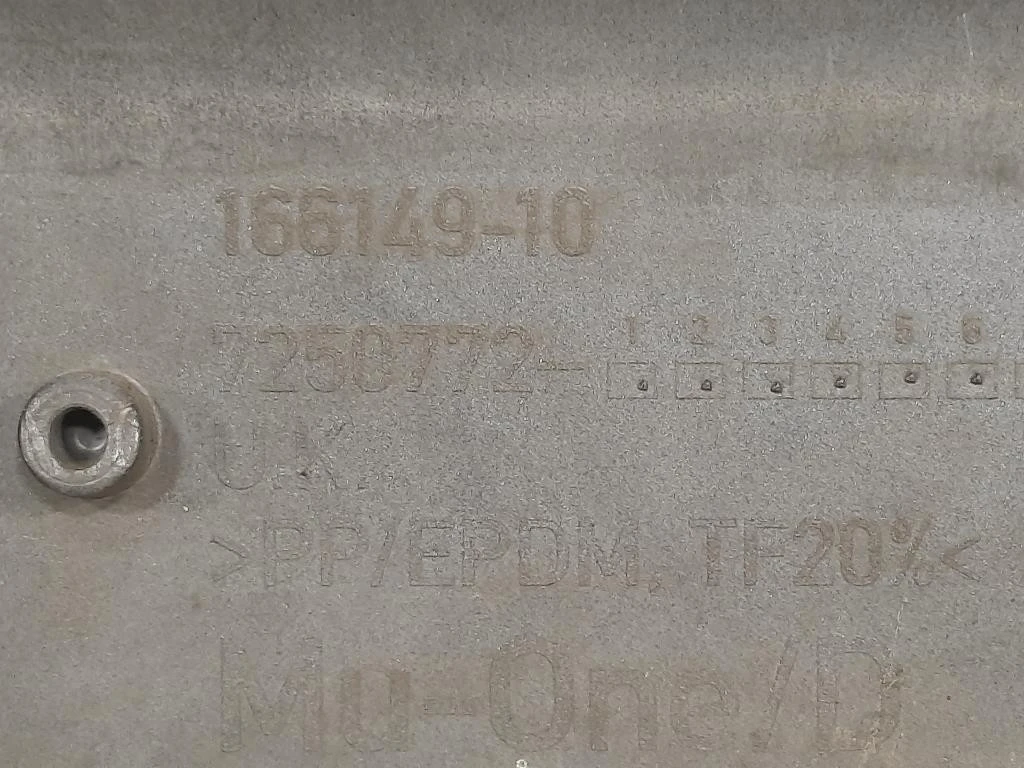 166149-10
7250772-
1 2 3 4 5 6
U.K.
>PP/EPDM, TF20%<
Mu-One/D